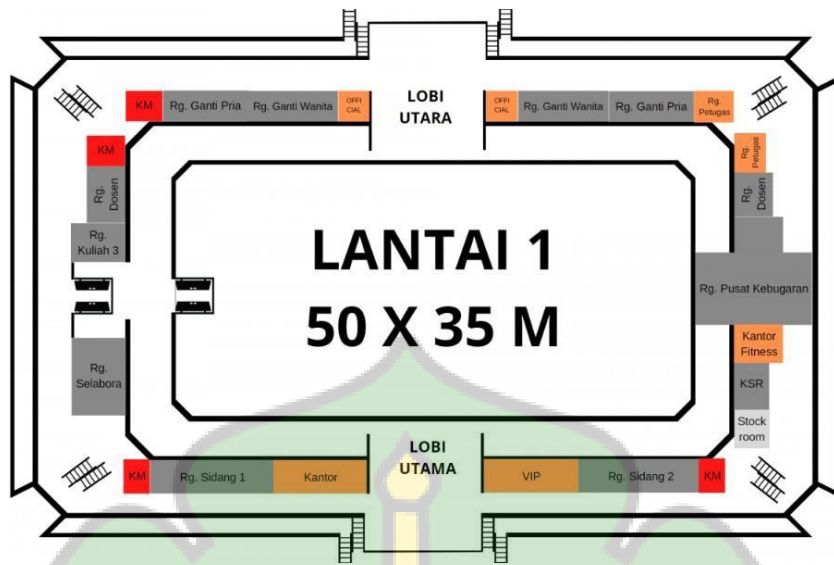 KM
Rg. Ganti Pria
Rg. Ganti Wanita
OFFI
CIAL
LOBI
UTARA
OFFI
CIAL
Rg. Ganti Wanita
Rg. Ganti Pria
Rg.
Petugas
KM
Rg.
Dosen
Rg.
Kuliah 3
Rg.
Selabora
LANTAI 1
50 X 35 M
Rg.
Petugas
Rg.
Dosen
Rg. Pusat Kebugaran
Kantor
Fitness
KSR
Stock
room
KM
Rg. Sidang 1
Kantor
LOBI
UTAMA
VIP
Rg. Sidang 2
KM